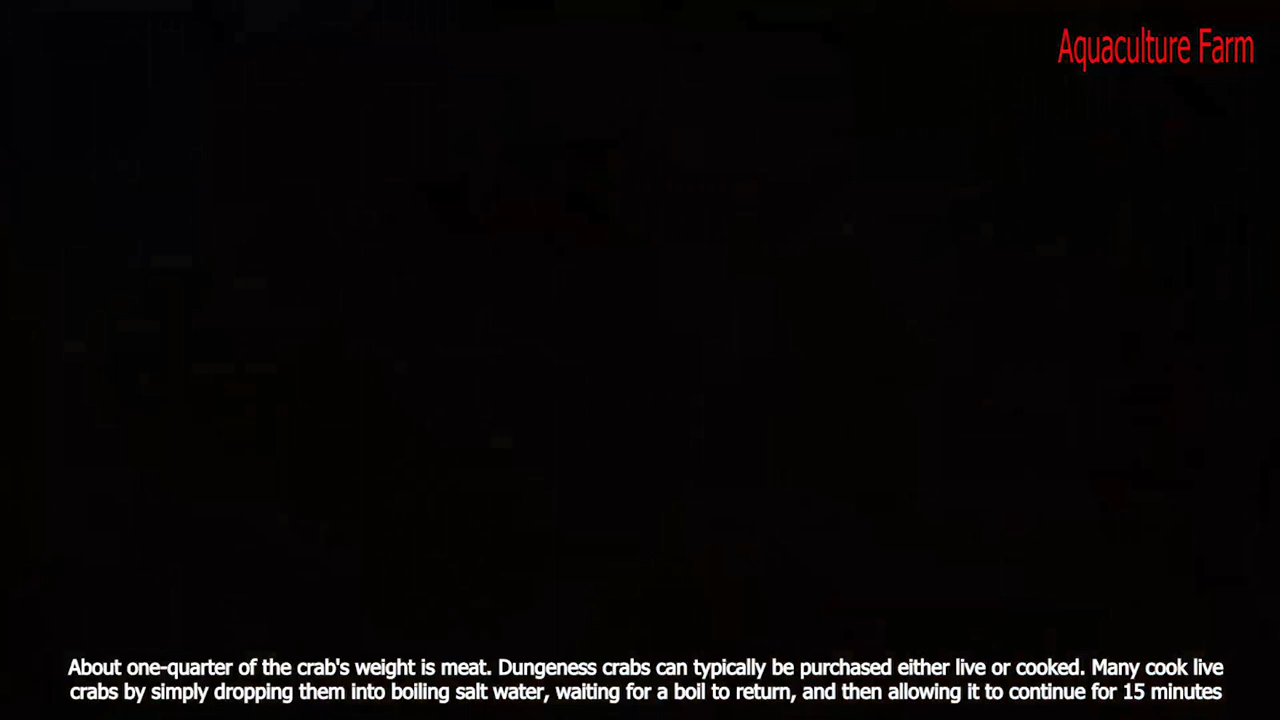 Aquaculture Farm
About one-quarter of the crab's weight is meat. Dungeness crabs can typically be purchased either live or cooked. Many cook live
crabs by simply dropping them into boiling salt water, waiting for a boil to return, and then allowing it to continue for 15 minutes